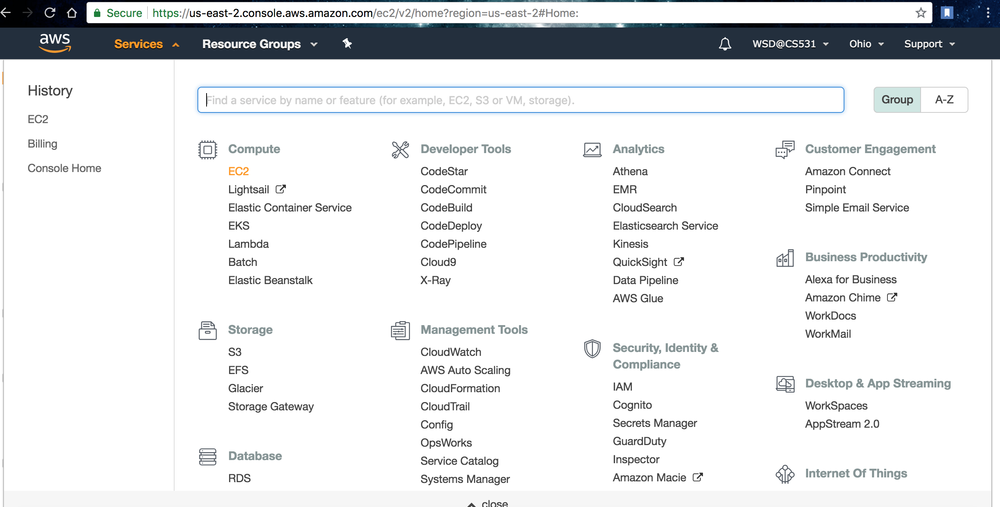 Secure https://us-east-2.console.aws.amazon.com/ec2/v2/home?region=us-east-2#Home:
aws Services Resource Groups WSD@CS531 Ohio Support
History
EC2
Billing
Console Home
Find a service by name or feature (for example, EC2, S3 or VM, storage).
Group A-Z
Compute
EC2
Lightsail
Elastic Container Service
EKS
Lambda
Batch
Elastic Beanstalk
Storage
S3
EFS
Glacier
Storage Gateway
Database
RDS
Developer Tools
CodeStar
CodeCommit
CodeBuild
CodeDeploy
CodePipeline
Cloud9
X-Ray
Management Tools
CloudWatch
AWS Auto Scaling
CloudFormation
CloudTrail
Config
OpsWorks
Service Catalog
Systems Manager
Analytics
Athena
EMR
CloudSearch
Elasticsearch Service
Kinesis
QuickSight
Data Pipeline
AWS Glue
Security, Identity &
Compliance
IAM
Cognito
Secrets Manager
GuardDuty
Inspector
Amazon Macie
Customer Engagement
Amazon Connect
Pinpoint
Simple Email Service
Business Productivity
Alexa for Business
Amazon Chime
WorkDocs
WorkMail
Desktop & App Streaming
WorkSpaces
AppStream 2.0
Internet Of Things
close